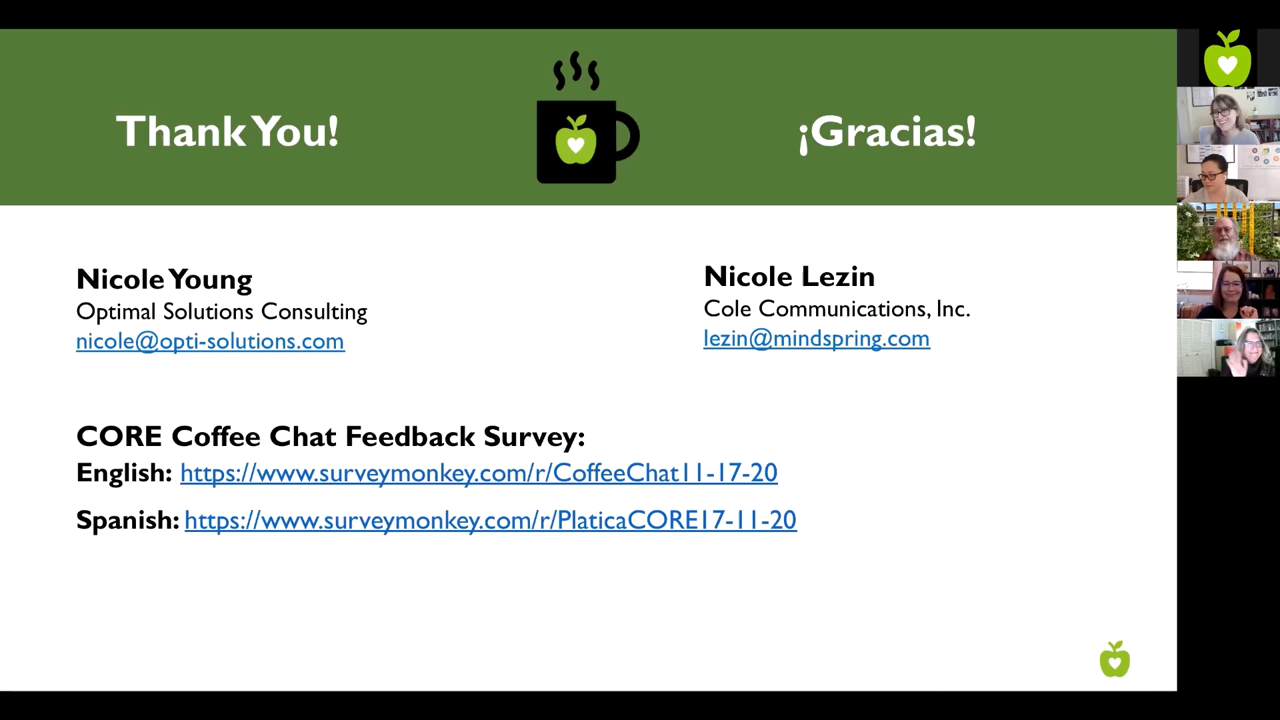 Thank You!
¡Gracias!
Nicole Young
Optimal Solutions Consulting
nicole@opti-solutions.com
Nicole Lezin
Cole Communications, Inc.
lezin@mindspring.com
CORE Coffee Chat Feedback Survey:
English: https://www.surveymonkey.com/r/CoffeeChat11-17-20
Spanish: https://www.surveymonkey.com/r/PlaticaCORE17-11-20